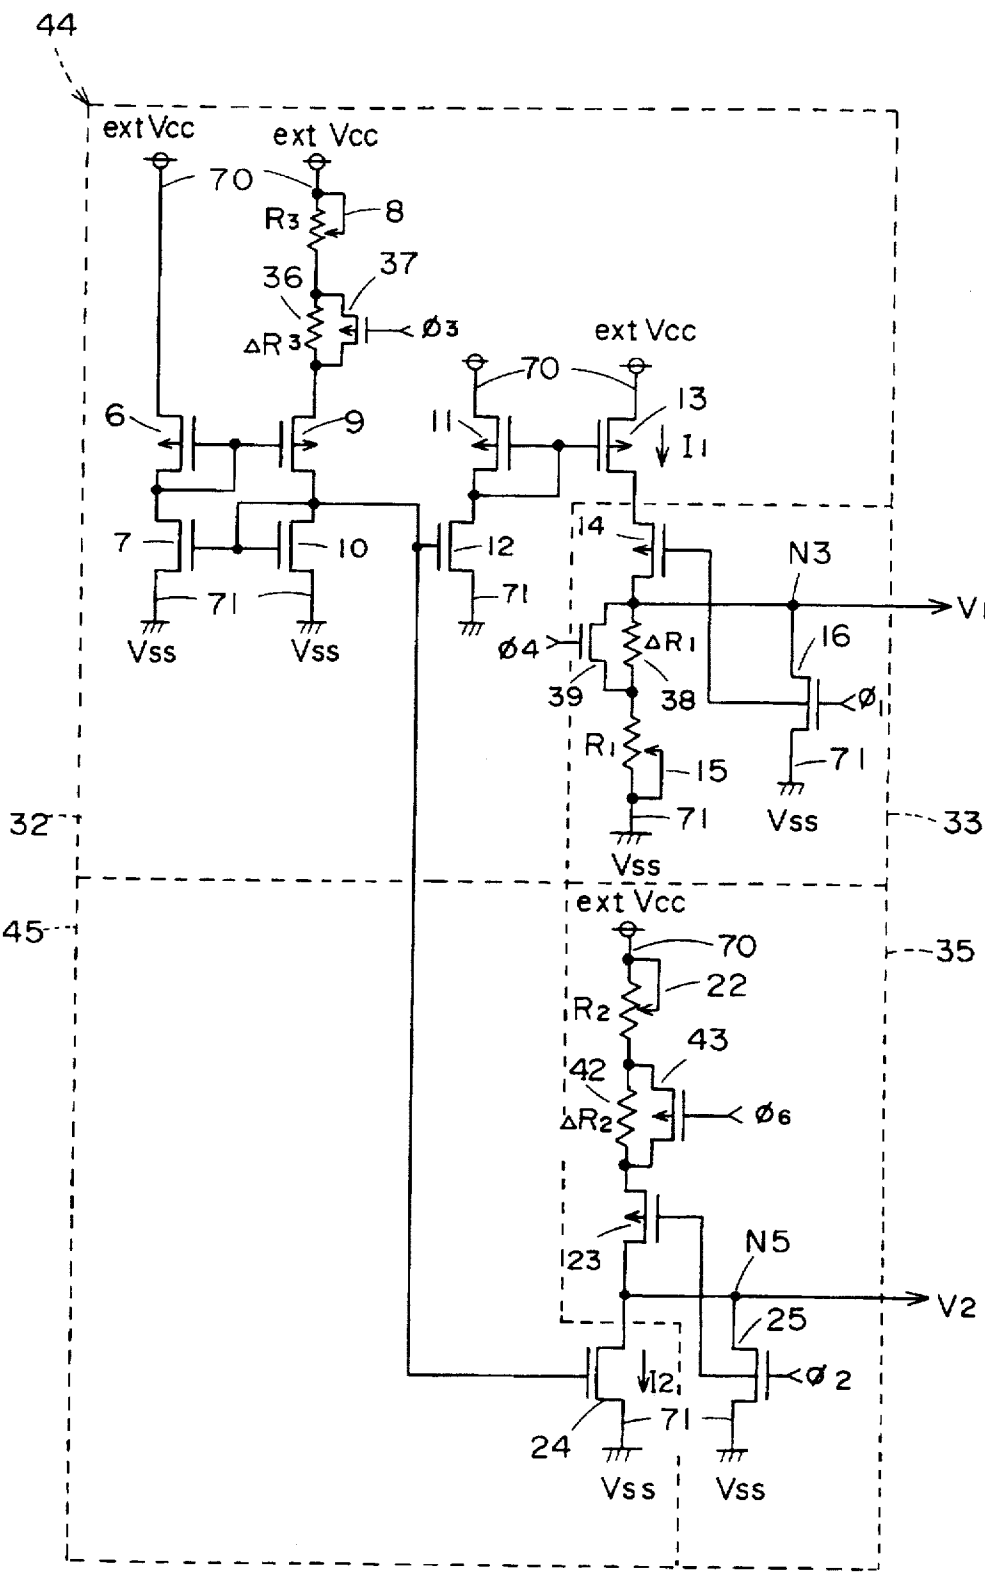 44
ext Vcc
ext Vcc
70
R3
8
36
37
ΔR3
ø3
ext Vcc
70
6
9
11
13
I1
7
10
12
14
N3
71
71
V1
Vss
Vss
ø4
ΔR1
16
39
38
ø1
R1
15
71
71
Vss
32
33
Vss
ext Vcc
45
70
35
22
R2
43
42
ΔR2
ø6
23
N5
V2
25
I2
ø2
24
71
Vss
Vss